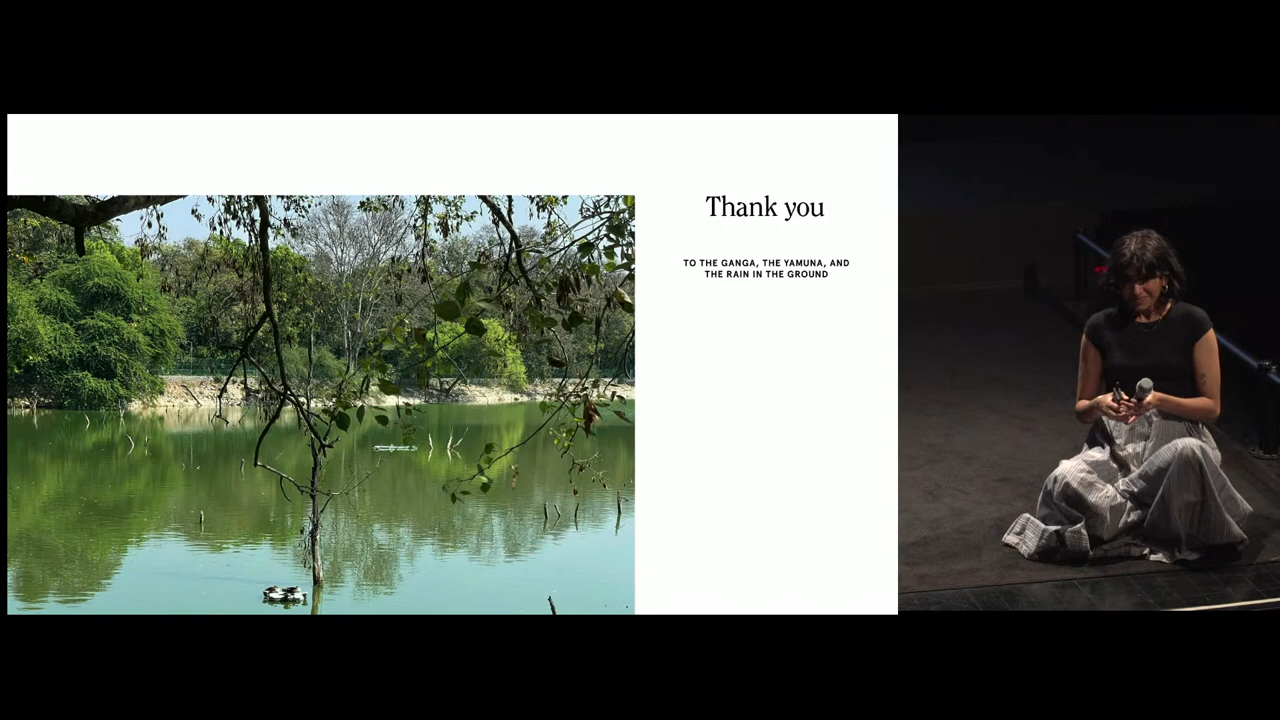 Thank you
TO THE GANGA, THE YAMUNA, AND
THE RAIN IN THE GROUND